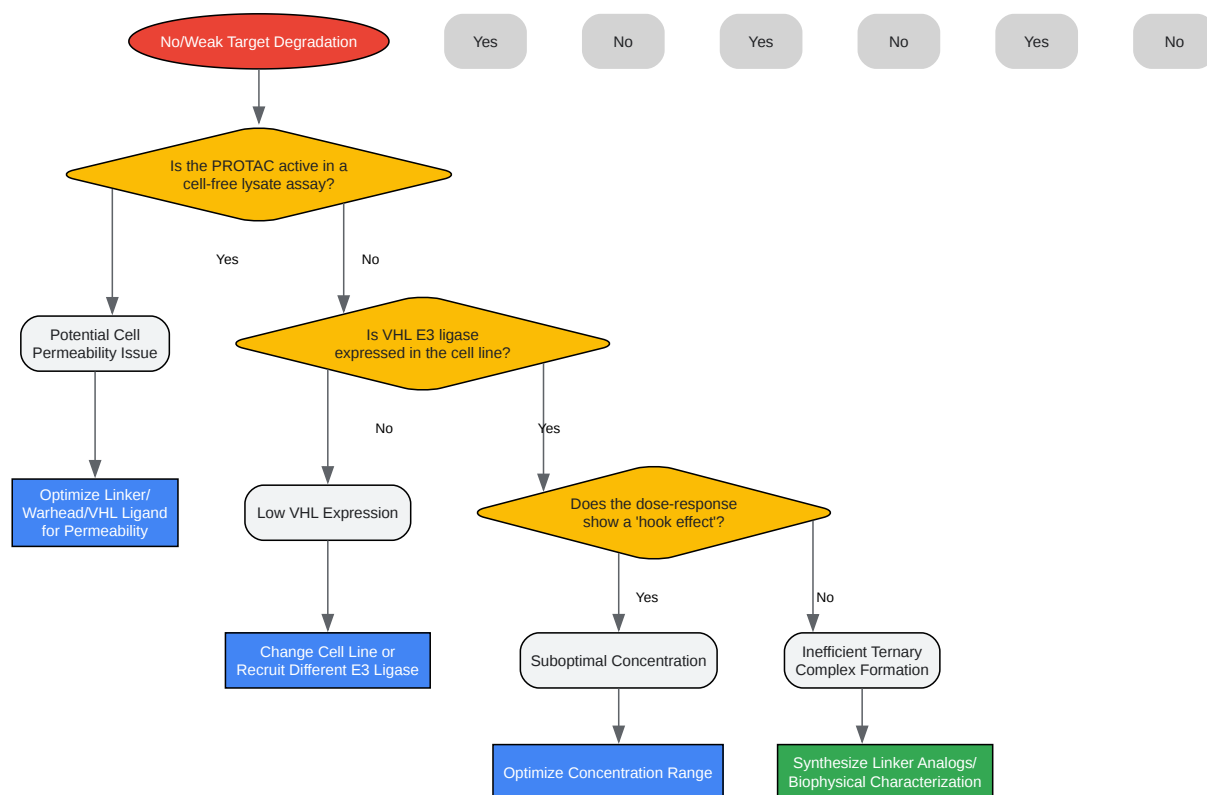 No/Weak Target Degradation
Yes
No
Yes
No
Yes
No
Is the PROTAC active in a
cell-free lysate assay?
Yes
No
Potential Cell
Permeability Issue
Is VHL E3 ligase
expressed in the cell line?
No
Yes
Optimize Linker/
Warhead/VHL Ligand
for Permeability
Low VHL Expression
Does the dose-response
show a 'hook effect'?
Yes
No
Change Cell Line or
Recruit Different E3 Ligase
Suboptimal Concentration
Inefficient Ternary
Complex Formation
Optimize Concentration Range
Synthesize Linker Analogs/
Biophysical Characterization